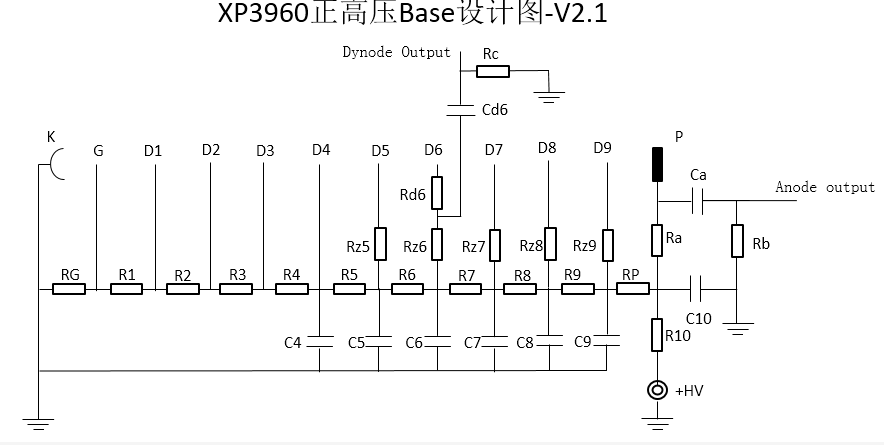 XP3960正高压Base设计图-V2.1
Dynode Output
Rc
Cd6
K
G
D1
D2
D3
D4
D5
D6
D7
D8
D9
P
Ca
Anode output
Rd6
Rz5
Rz6
Rz7
Rz8
Rz9
Ra
Rb
RG
R1
R2
R3
R4
R5
R6
R7
R8
R9
RP
C4
C5
C6
C7
C8
C9
C10
R10
+HV